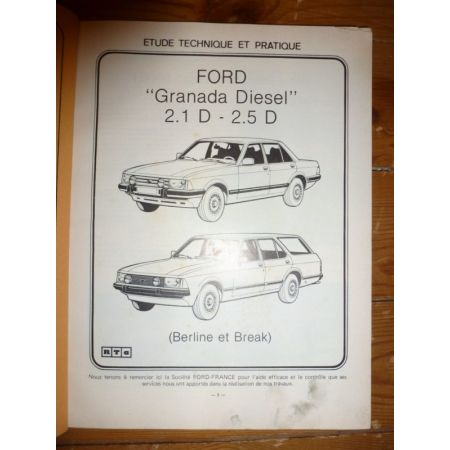 ETUDE TECHNIQUE ET PRATIQUE
FORD
"Granada Diesel"
2.1 D - 2.5 D
(Berline et Break)
RTa
Nous tenons à remercier ici la Société FORD-FRANCE pour l'aide efficace et le contrôle que ses
services nous ont apportés dans la réalisation de nos travaux.
— 3 —